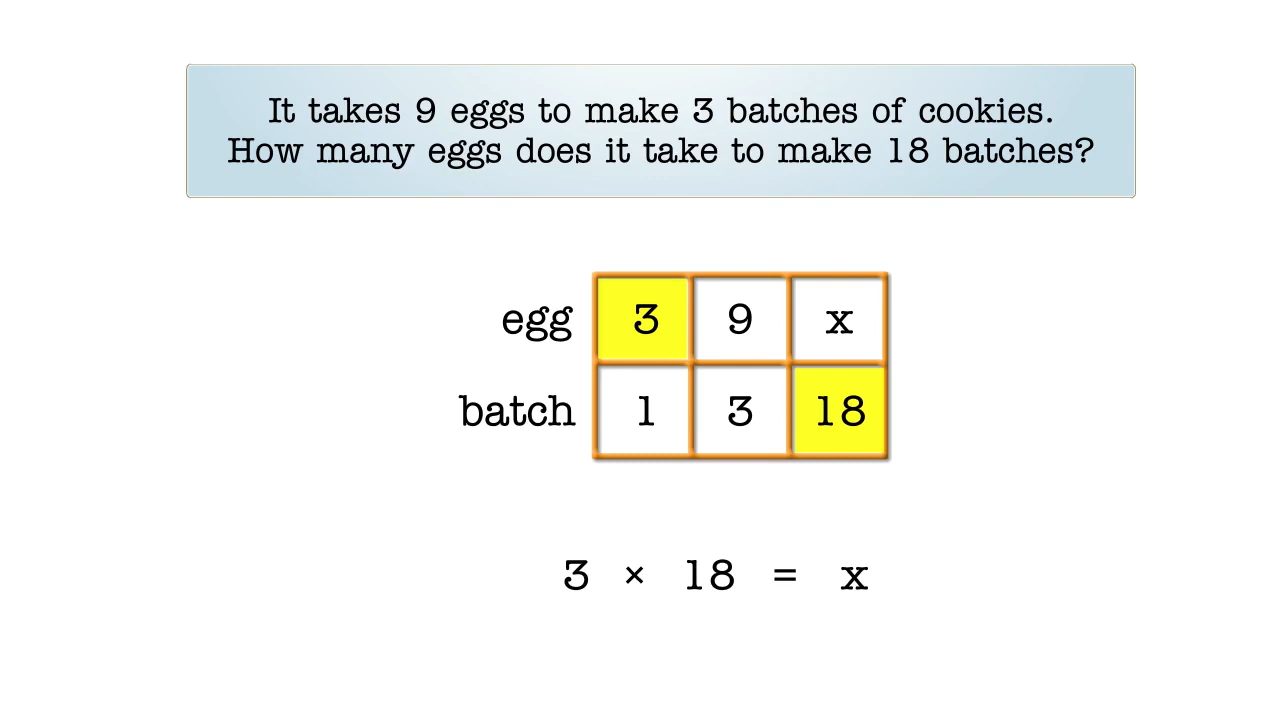 It takes 9 eggs to make 3 batches of cookies.
How many eggs does it take to make 18 batches?
egg 3 9 x
batch 1 3 18
3 × 18 = x